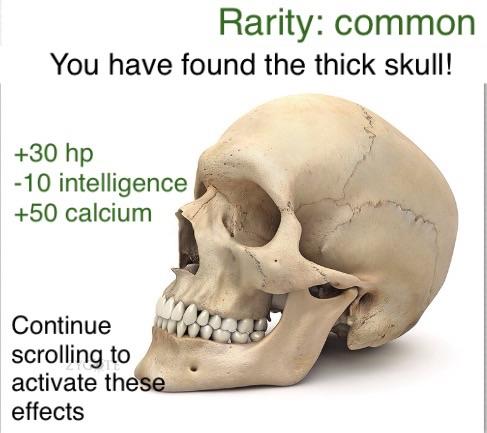 Rarity: common
You have found the thick skull!
+30 hp
-10 intelligence
+50 calcium
Continue
scrolling to
activate these
effects